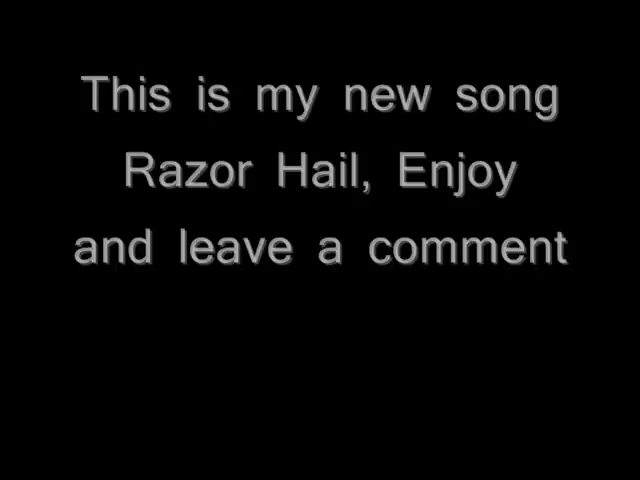 This is my new song
Razor Hail, Enjoy
and leave a comment